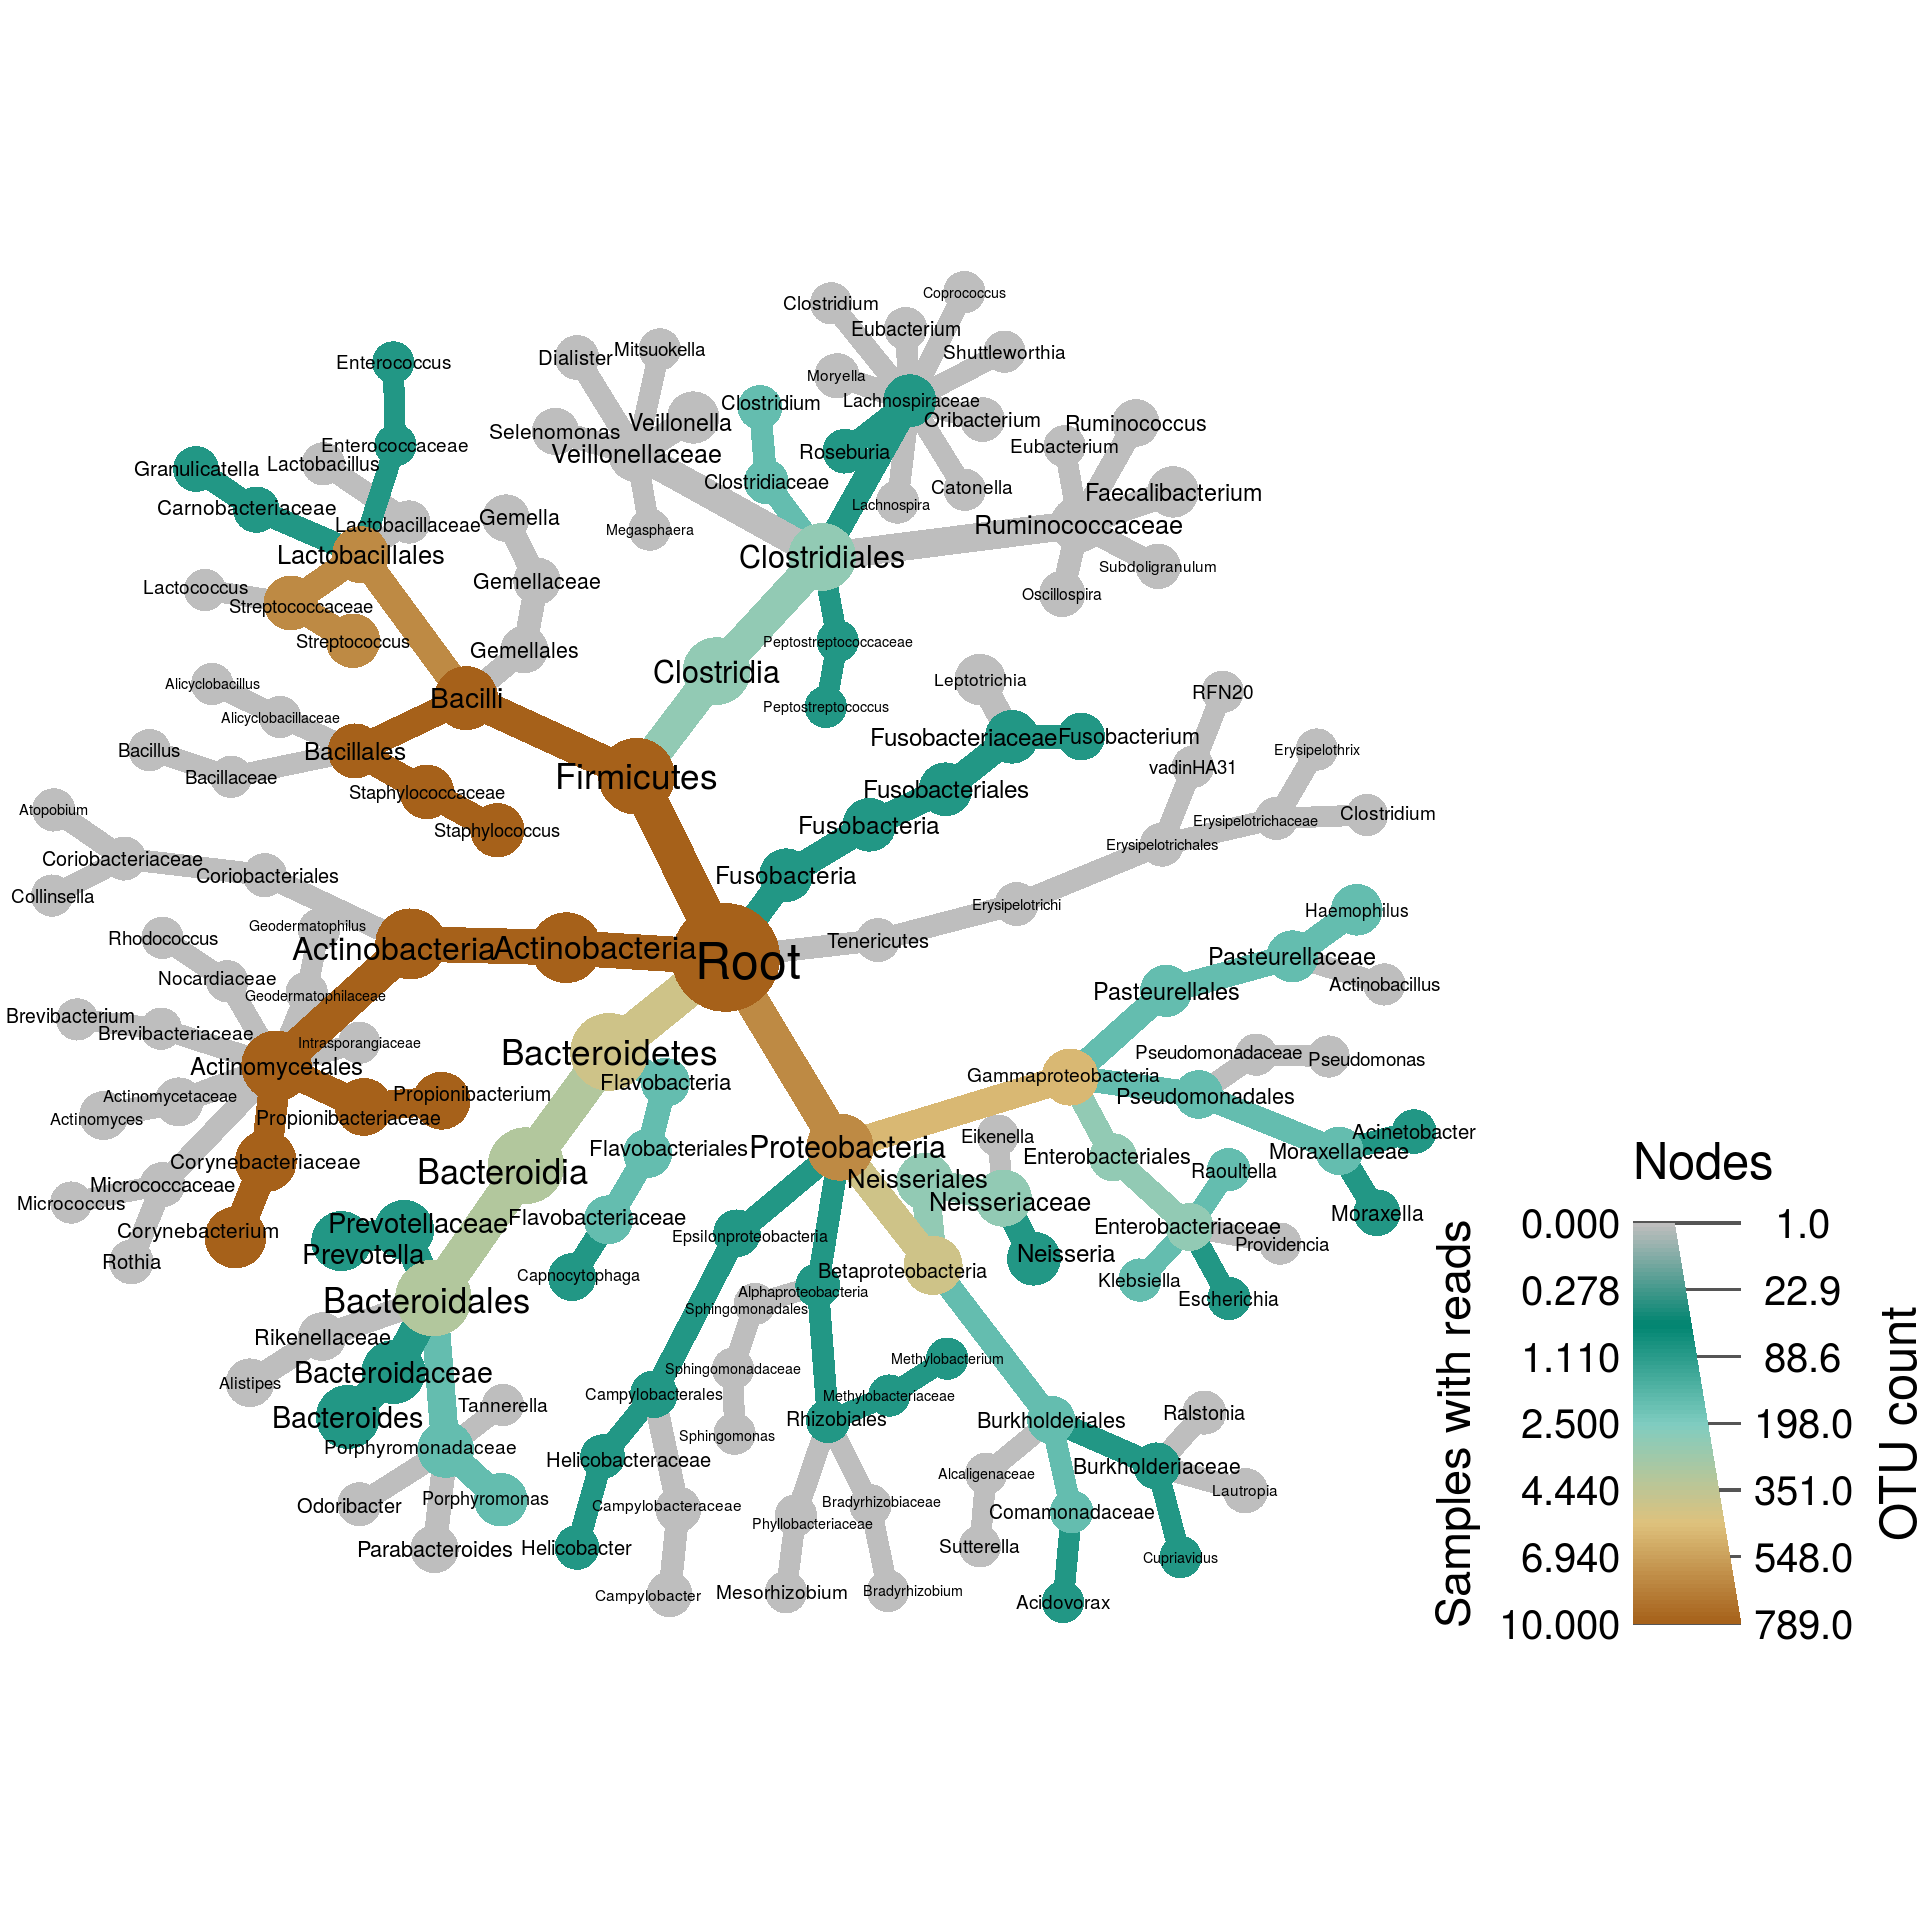 Coprococcus
Clostridium
Eubacterium
Shuttleworthia
Dialister
Mitsuokella
Enterococcus
Moryella
Lachnospiraceae
Clostridium
Oribacterium
Veillonella
Ruminococcus
Selenomonas
Enterococcaceae
Eubacterium
Roseburia
Veillonellaceae
Lactobacillus
Granulicatella
Clostridiaceae
Catonella
Faecalibacterium
Lachnospira
Carnobacteriaceae
Gemella
Lactobacillaceae
Ruminococcaceae
Megasphaera
Lactobacillales
Clostridiales
Subdoligranulum
Gemellaceae
Lactococcus
Oscillospira
Streptococcaceae
Streptococcus
Peptostreptococcaceae
Gemellales
Clostridia
Leptotrichia
Alicyclobacillus
RFN20
Bacilli
Peptostreptococcus
Alicyclobacillaceae
Fusobacteriaceae
Fusobacterium
Bacillus
Bacillales
Erysipelothrix
vadinHA31
Bacillaceae
Firmicutes
Fusobacteriales
Staphylococcaceae
Atopobium
Clostridium
Erysipelotrichaceae
Fusobacteria
Staphylococcus
Erysipelotrichales
Coriobacteriaceae
Coriobacteriales
Fusobacteria
Collinsella
Erysipelotrichi
Haemophilus
Geodermatophilus
Rhodococcus
Tenericutes
Actinobacteria
Actinobacteria
Root
Pasteurellaceae
Nocardiaceae
Actinobacillus
Pasteurellales
Geodermatophilaceae
Brevibacterium
Brevibacteriaceae
Intrasporangiaceae
Bacteroidetes
Pseudomonadaceae
Pseudomonas
Actinomycetales
Gammaproteobacteria
Flavobacteria
Propionibacterium
Actinomycetaceae
Pseudomonadales
Actinomyces
Propionibacteriaceae
Acinetobacter
Eikenella
Proteobacteria
Flavobacteriales
Moraxellaceae
Enterobacteriales
Corynebacteriaceae
Raoultella
Bacteroidia
Neisseriales
Micrococcaceae
Micrococcus
Neisseriaceae
Moraxella
Flavobacteriaceae
Prevotellaceae
Enterobacteriaceae
Corynebacterium
Epsilonproteobacteria
Providencia
Prevotella
Neisseria
Rothia
Betaproteobacteria
Capnocytophaga
Klebsiella
Alphaproteobacteria
Escherichia
Bacteroidales
Sphingomonadales
Rikenellaceae
Methylobacterium
Sphingomonadaceae
Bacteroidaceae
Alistipes
Campylobacterales
Methylobacteriaceae
Tannerella
Ralstonia
Bacteroides
Rhizobiales
Burkholderiales
Sphingomonas
Porphyromonadaceae
Helicobacteraceae
Burkholderiaceae
Alcaligenaceae
Lautropia
Porphyromonas
Bradyrhizobiaceae
Odoribacter
Campylobacteraceae
Comamonadaceae
Phyllobacteriaceae
Parabacteroides
Helicobacter
Sutterella
Cupriavidus
Mesorhizobium
Bradyrhizobium
Campylobacter
Acidovorax
Nodes
Samples with reads
OTU count
0.000 1.0
0.278 22.9
1.110 88.6
2.500 198.0
4.440 351.0
6.940 548.0
10.000 789.0